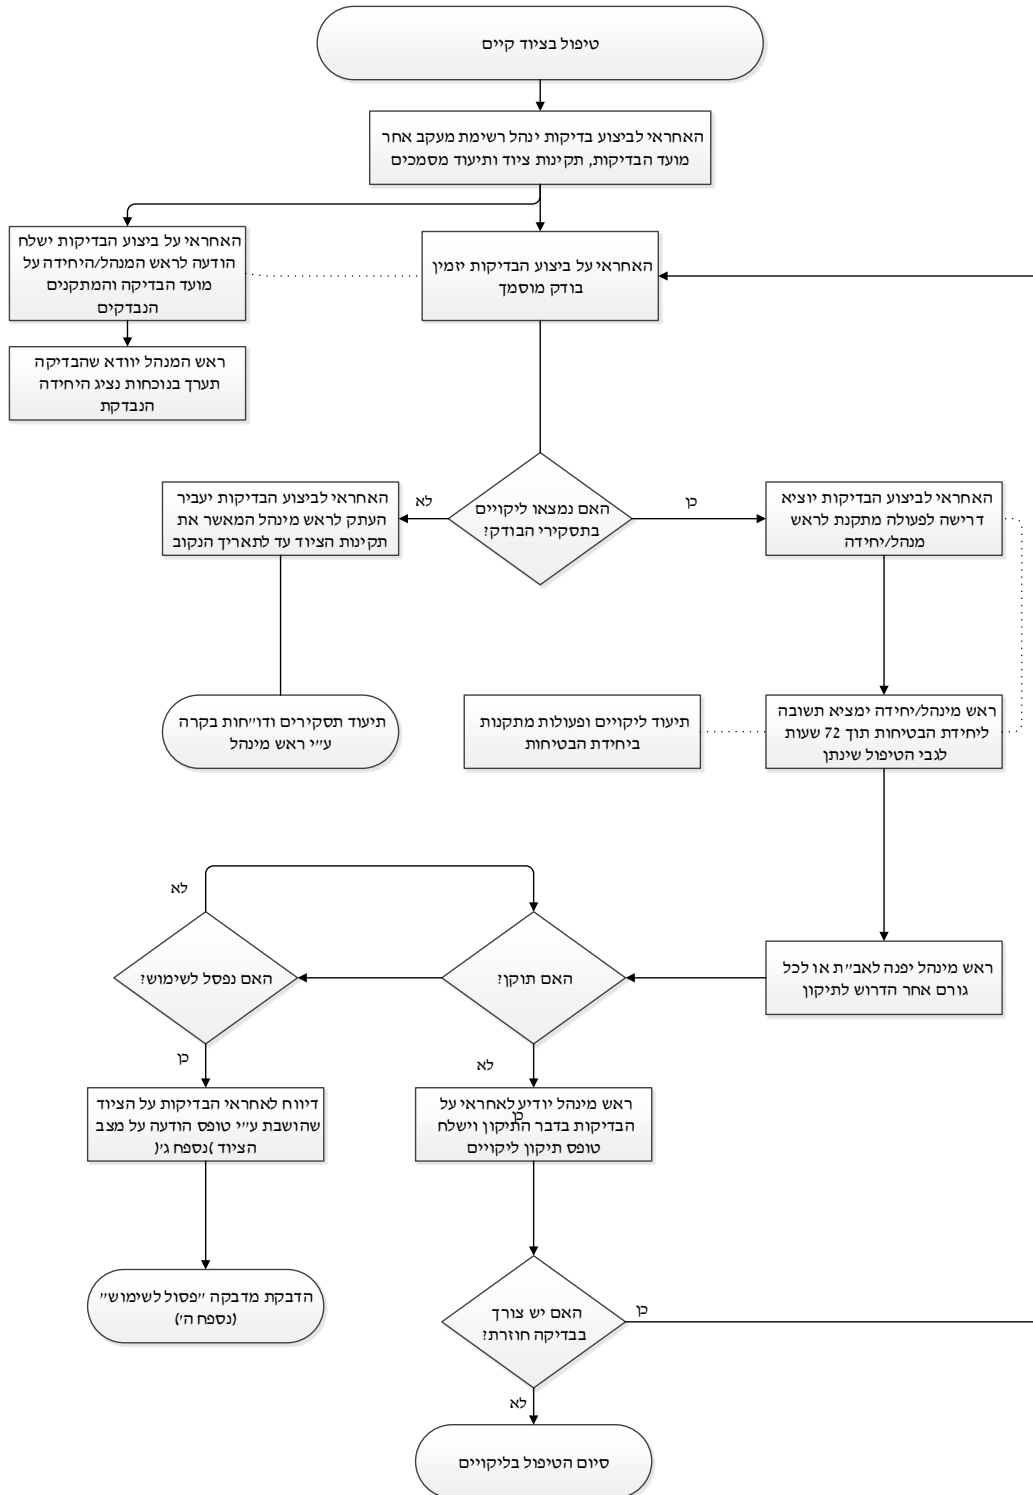 טיפול בציוד קיים
האחראי לביצוע בדיקות ינהל רשימת מעקב אחר
מועד הבדיקות, תקינות ציוד ותיעוד מסמכים
האחראי על ביצוע הבדיקות יזמין
בודק מוסמך
האחראי על ביצוע הבדיקות ישלח
הודעה לראש המנהל/היחידה על
מועד הבדיקה והמתקנים
הנבדקים
ראש המנהל יוודא שהבדיקה
תערך בנוכחות נציג היחידה
הנבדקת
האם נמצאו ליקויים
בתסקירי הבודק?
כן
לא
האחראי לביצוע הבדיקות יוציא
דרישה לפעולה מתקנת לראש
מנהל/יחידה
האחראי לביצוע הבדיקות יעביר
העתק לראש מינהל המאשר את
תקינות הציוד עד לתאריך הנקוב
ראש מינהל/יחידה ימציא תשובה
ליחידת הבטיחות תוך 72 שעות
לגבי הטיפול שינתן
תיעוד ליקויים ופעולות מתקנות
ביחידת הבטיחות
תיעוד תסקירים ודו״חות בקרה
ע״י ראש מינהל
לא
ראש מינהל יפנה לאב״ת או לכל
גורם אחר הדרוש לתיקון
האם תוקן?
האם נפסל לשימוש?
לא
כן
ראש מינהל יודיע לאחראי על
כן
הבדיקות בדבר התיקון וישלח
טופס תיקון ליקויים
דיווח לאחראי הבדיקות על הציוד
שהושבת ע״י טופס הודעה על מצב
הציוד )נספח ג׳(
האם יש צורך
בבדיקה חוזרת?
כן
הדבקת מדבקה ״פסול לשימוש״
(נספח ה׳)
לא
סיום הטיפול בליקויים